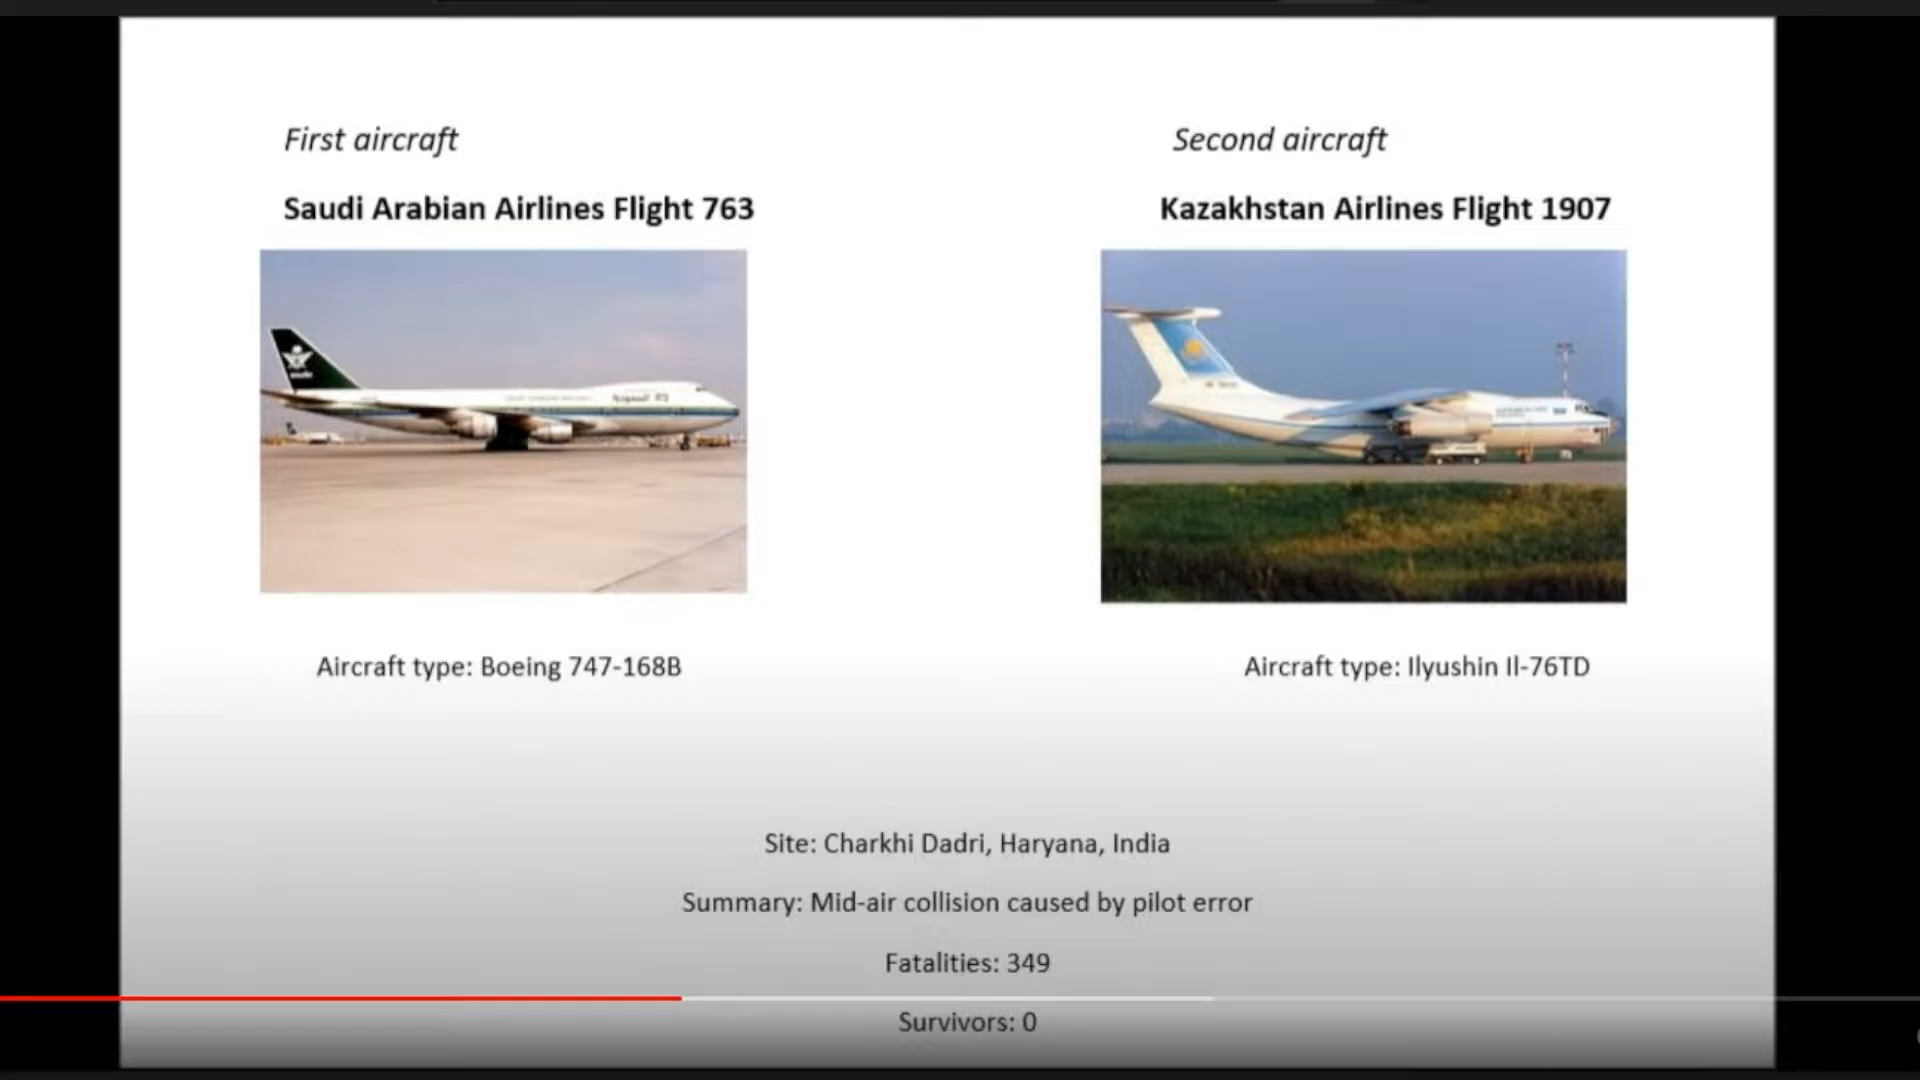 First aircraft
Second aircraft
Saudi Arabian Airlines Flight 763
Kazakhstan Airlines Flight 1907
Aircraft type: Boeing 747-168B
Aircraft type: Ilyushin Il-76TD
Site: Charkhi Dadri, Haryana, India
Summary: Mid-air collision caused by pilot error
Fatalities: 349
Survivors: 0